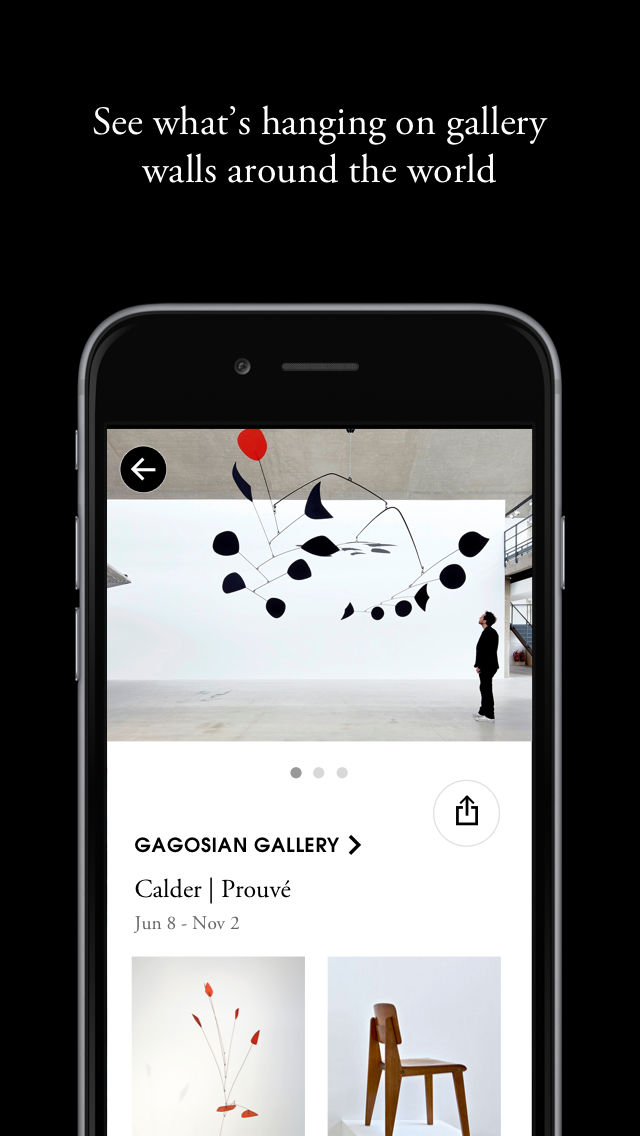 See what’s hanging on gallery
walls around the world
GAGOSIAN GALLERY
Calder | Prouvé
Jun 8 - Nov 2